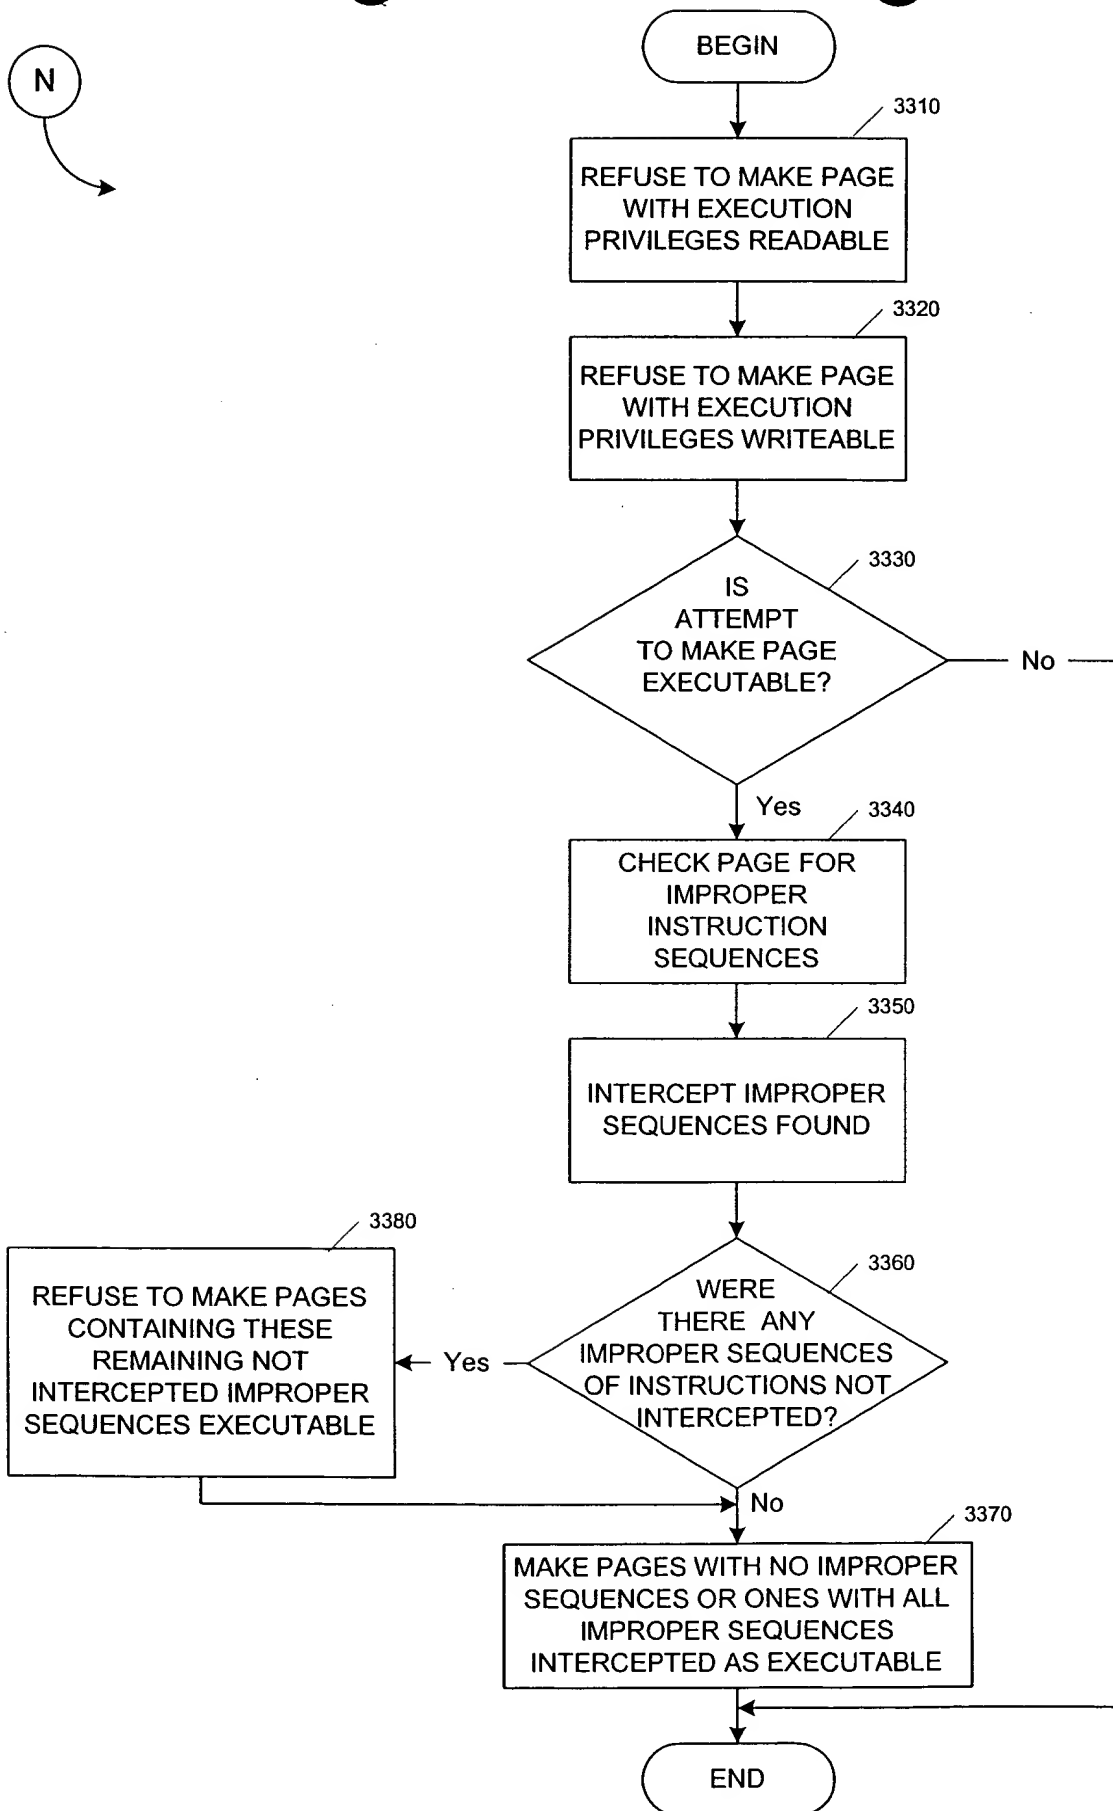 N
BEGIN
3310
REFUSE TO MAKE PAGE
WITH EXECUTION
PRIVILEGES READABLE
3320
REFUSE TO MAKE PAGE
WITH EXECUTION
PRIVILEGES WRITEABLE
3330
IS
ATTEMPT
TO MAKE PAGE
EXECUTABLE?
No
Yes
3340
CHECK PAGE FOR
IMPROPER
INSTRUCTION
SEQUENCES
3350
INTERCEPT IMPROPER
SEQUENCES FOUND
3360
WERE
THERE ANY
IMPROPER SEQUENCES
OF INSTRUCTIONS NOT
INTERCEPTED?
Yes
3380
REFUSE TO MAKE PAGES
CONTAINING THESE
REMAINING NOT
INTERCEPTED IMPROPER
SEQUENCES EXECUTABLE
No
3370
MAKE PAGES WITH NO IMPROPER
SEQUENCES OR ONES WITH ALL
IMPROPER SEQUENCES
INTERCEPTED AS EXECUTABLE
END